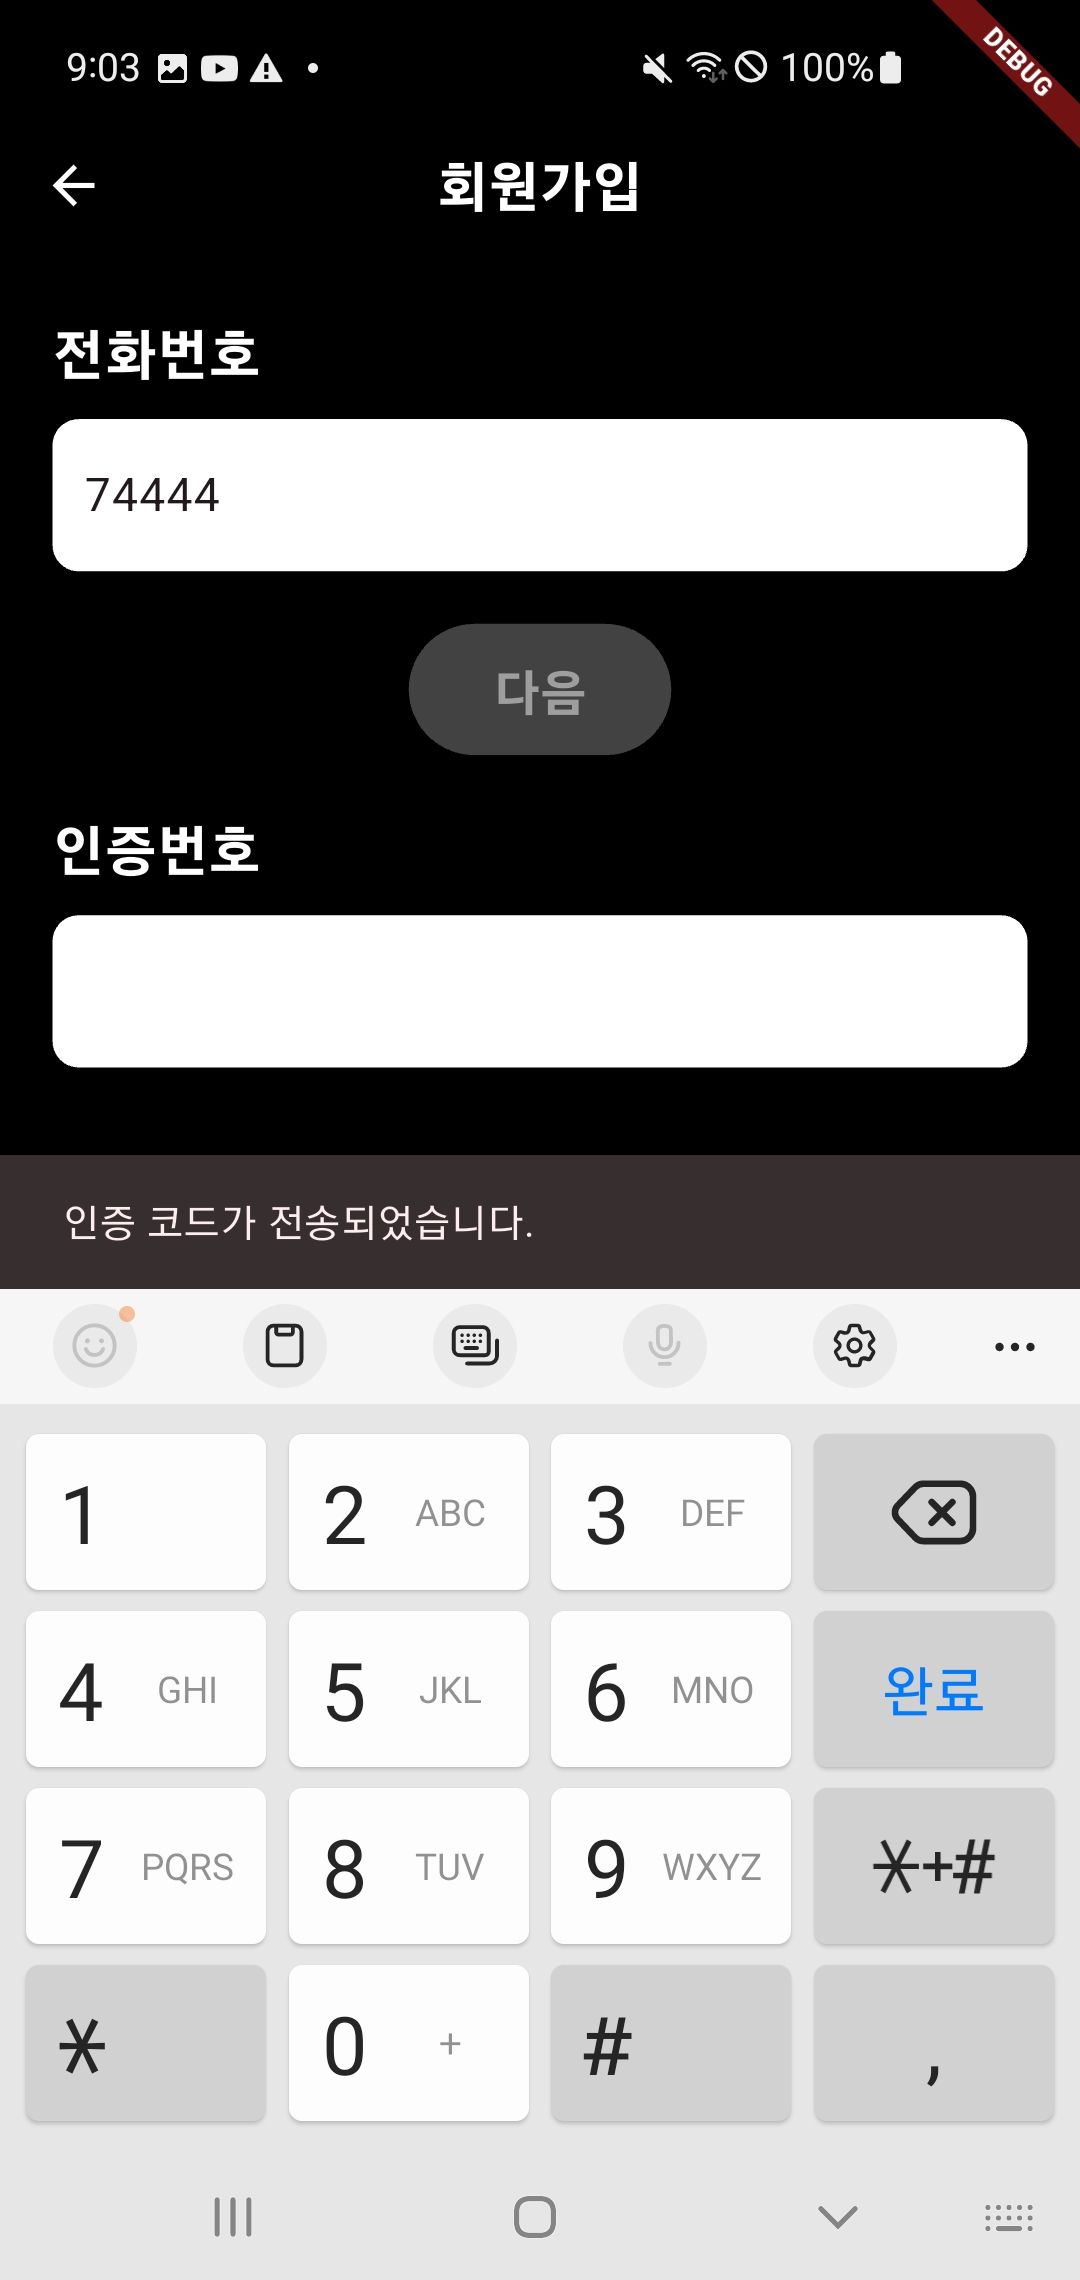 9:03
100%
DEBUG
회원가입
전화번호
74444
다음
인증번호
인증 코드가 전송되었습니다.
1
2 ABC
3 DEF
4 GHI
5 JKL
6 MNO
완료
7 PQRS
8 TUV
9 WXYZ
*+#
*
0 +
#
,